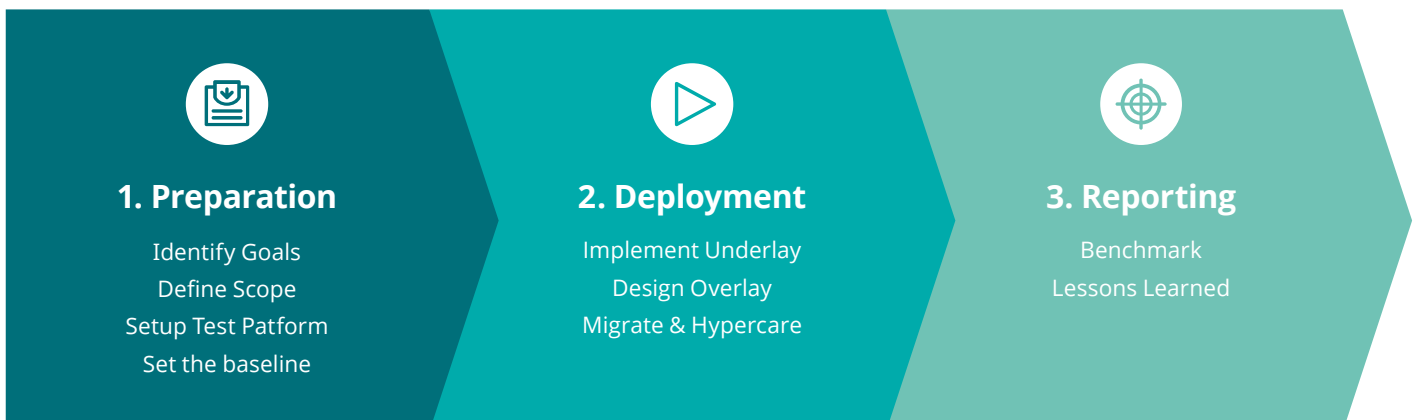 1. Preparation
Identify Goals
Define Scope
Setup Test Patform
Set the baseline
2. Deployment
Implement Underlay
Design Overlay
Migrate & Hypercare
3. Reporting
Benchmark
Lessons Learned